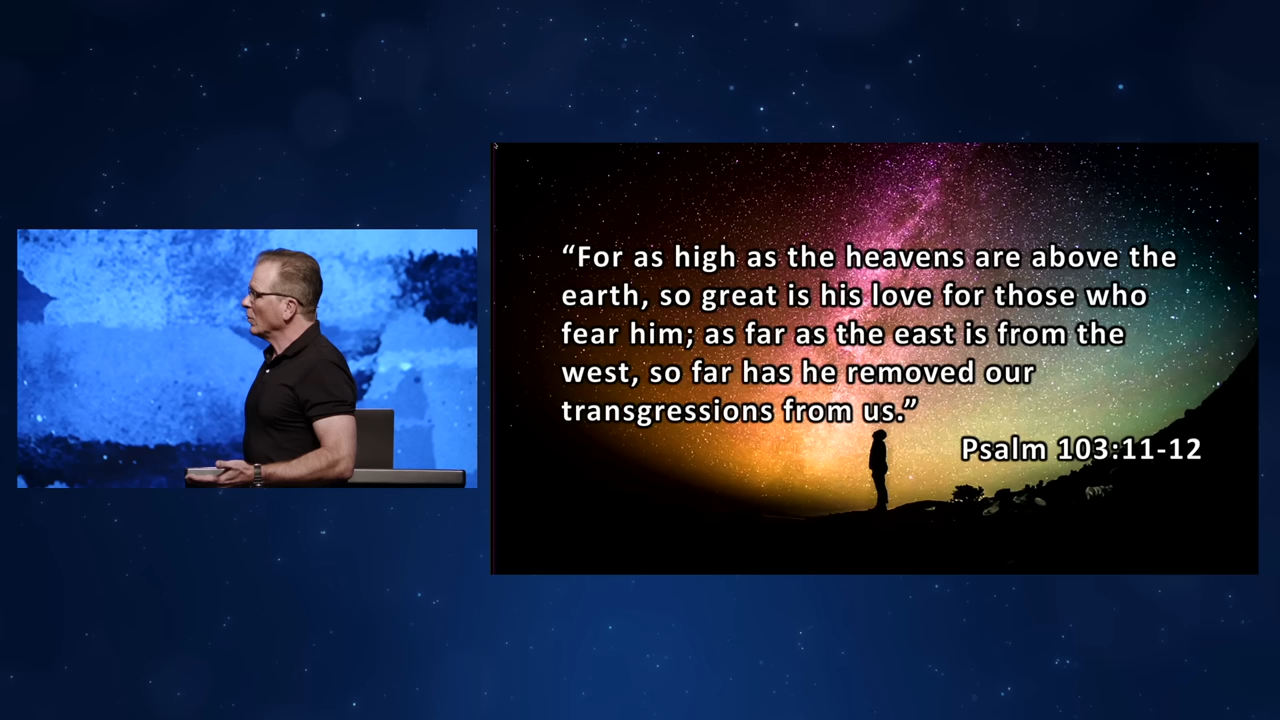 “For as high as the heavens are above the
earth, so great is his love for those who
fear him; as far as the east is from the
west, so far has he removed our
transgressions from us.”
Psalm 103:11-12